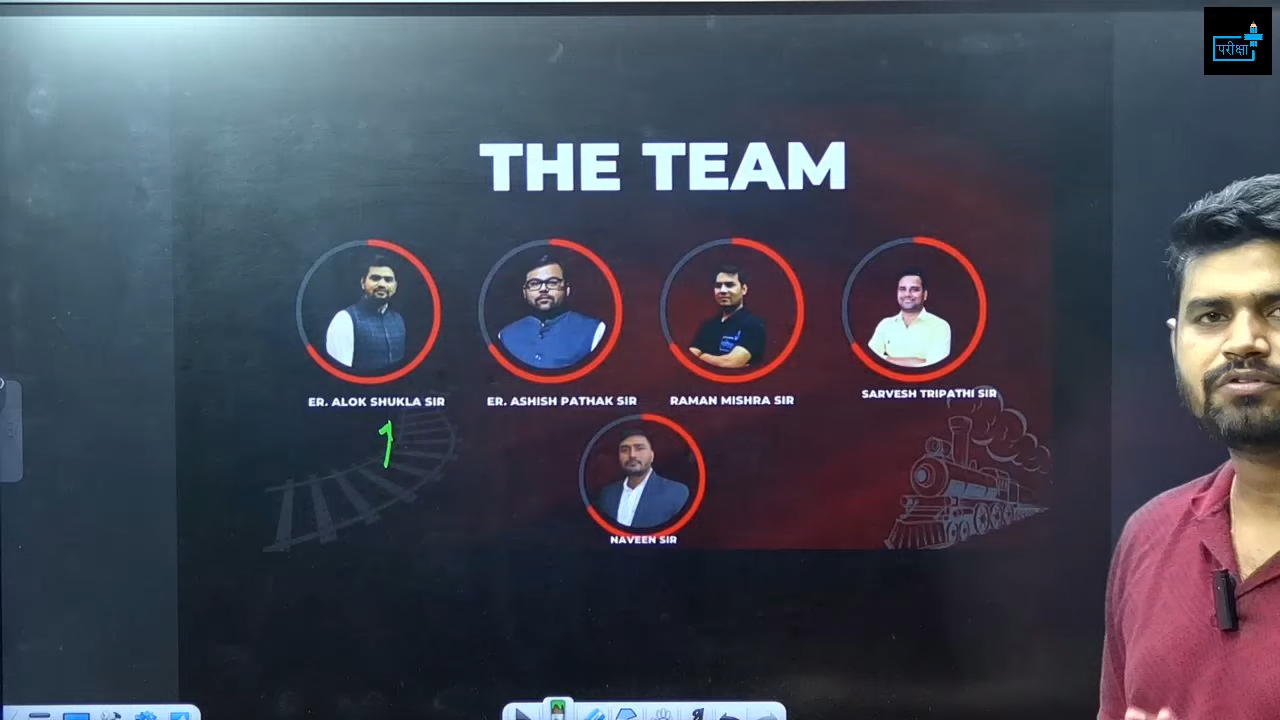 परीक्षा
THE TEAM
ER. ALOK SHUKLA SIR
ER. ASHISH PATHAK SIR
RAMAN MISHRA SIR
SARVESH TRIPATHI SIR
1
NAVEEN SIR